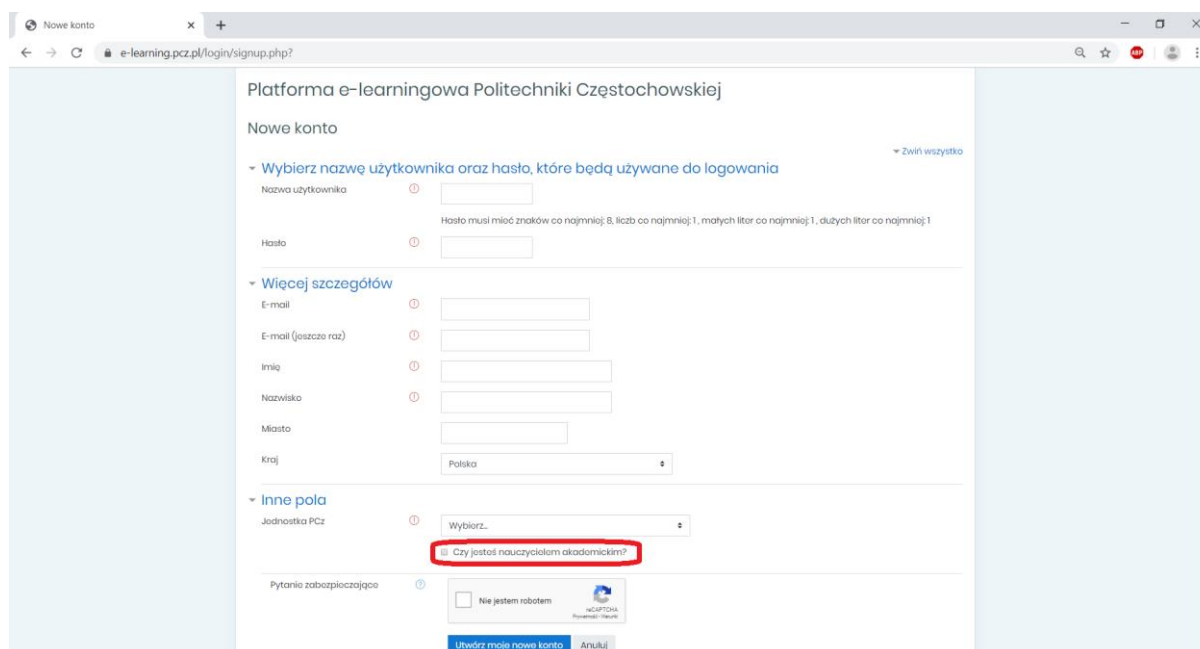 Nowe konto
e-learning.pcz.pl/login/signup.php?
ABP
Platforma e-learningowa Politechniki Częstochowskiej
Nowe konto
Zwiń wszystko
Wybierz nazwę użytkownika oraz hasło, które będą używane do logowania
Nazwa użytkownika
Hasło musi mieć znaków co najmniej: 8, liczb co najmniej: 1, małych liter co najmniej: 1, dużych liter co najmniej: 1
Hasło
Więcej szczegółów
E-mail
E-mail (jeszcze raz)
Imię
Nazwisko
Miasto
Kraj Polska
Inne pola
Jednostka PCz Wybierz...
Czy jesteś nauczycielem akademickim?
Pytanie zabezpieczające
Nie jestem robotem
reCAPTCHA
Prywatność - Warunki
Utwórz moje nowe konto Anuluj